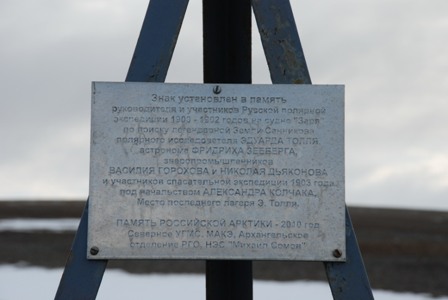 Знак установлен в память
руководителя и участников Русской полярной
экспедиции 1900 - 1902 годов на судне "Заря"
по поиску легендарной Земли Санникова
полярного исследователя ЭДУАРДА ТОЛЛЯ,
астронома ФРИДРИХА ЗЕЕБЕРГА,
зверопромышленников
ВАСИЛИЯ ГОРОХОВА и НИКОЛАЯ ДЬЯКОНОВА
и участников спасательной экспедиции 1903 года
под начальством АЛЕКСАНДРА КОЛЧАКА.
Место последнего лагеря Э. Толля.
ПАМЯТЬ РОССИЙСКОЙ АРКТИКИ - 2010 год
Северное УГМС, МАКЭ, Архангельское
отделение РГО, НЭС "Михаил Сомов"